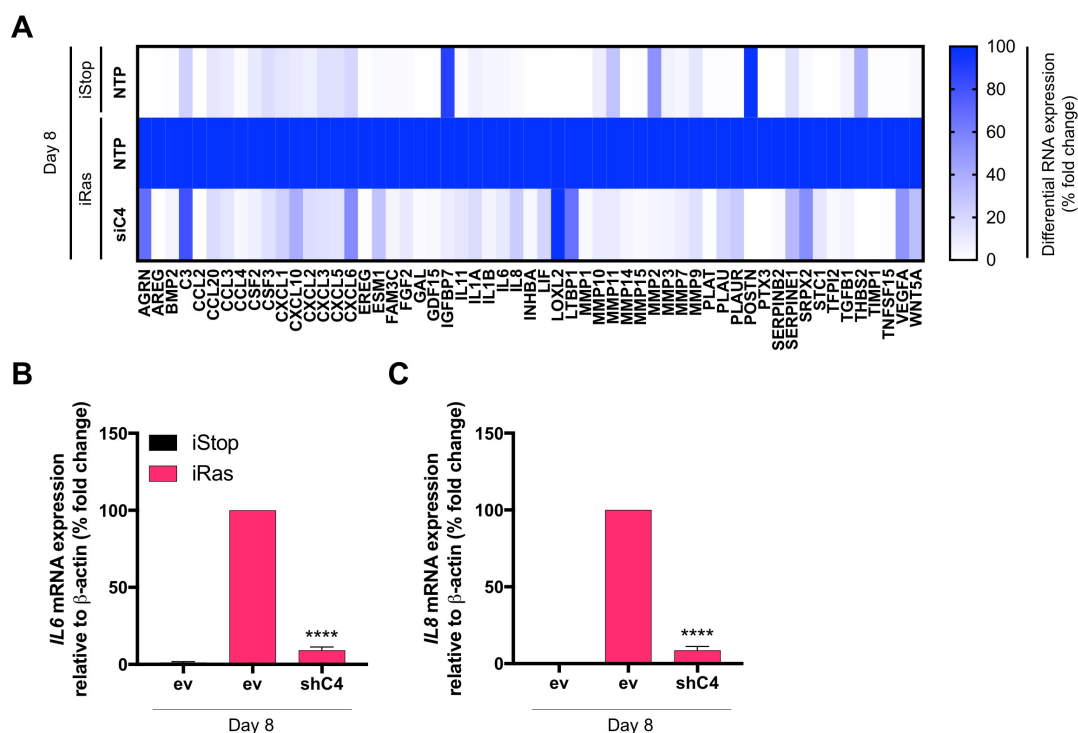 A
Day 8
iStop
iRas
NTP
NTP
siC4
100
80
60
40
20
0
Differential RNA expression
(% fold change)
AGRN
AREG
BMP2
C3
CCL2
CCL20
CCL3
CCL4
CSF2
CSF3
CXCL1
CXCL10
CXCL2
CXCL3
CXCL5
CXCL6
EREG
ESM1
FAM3C
FGF2
GAL
GDF15
IGFBP7
IL11
IL1A
IL1B
IL6
IL8
INHBA
LIF
LOXL2
LTBP1
MMP1
MMP10
MMP11
MMP14
MMP15
MMP2
MMP3
MMP7
MMP9
PLAT
PLAU
PLAUR
POSTN
PTX3
SERPINB2
SERPINE1
SRPX2
STC1
TFPI2
TGFB1
THBS2
TIMP1
TNFSF15
VEGFA
WNT5A
B
IL6 mRNA expression
relative to β-actin (% fold change)
150
100
50
0
iStop
iRas
****
ev
ev
shC4
Day 8
C
IL8 mRNA expression
relative to β-actin (% fold change)
150
100
50
0
****
ev
ev
shC4
Day 8